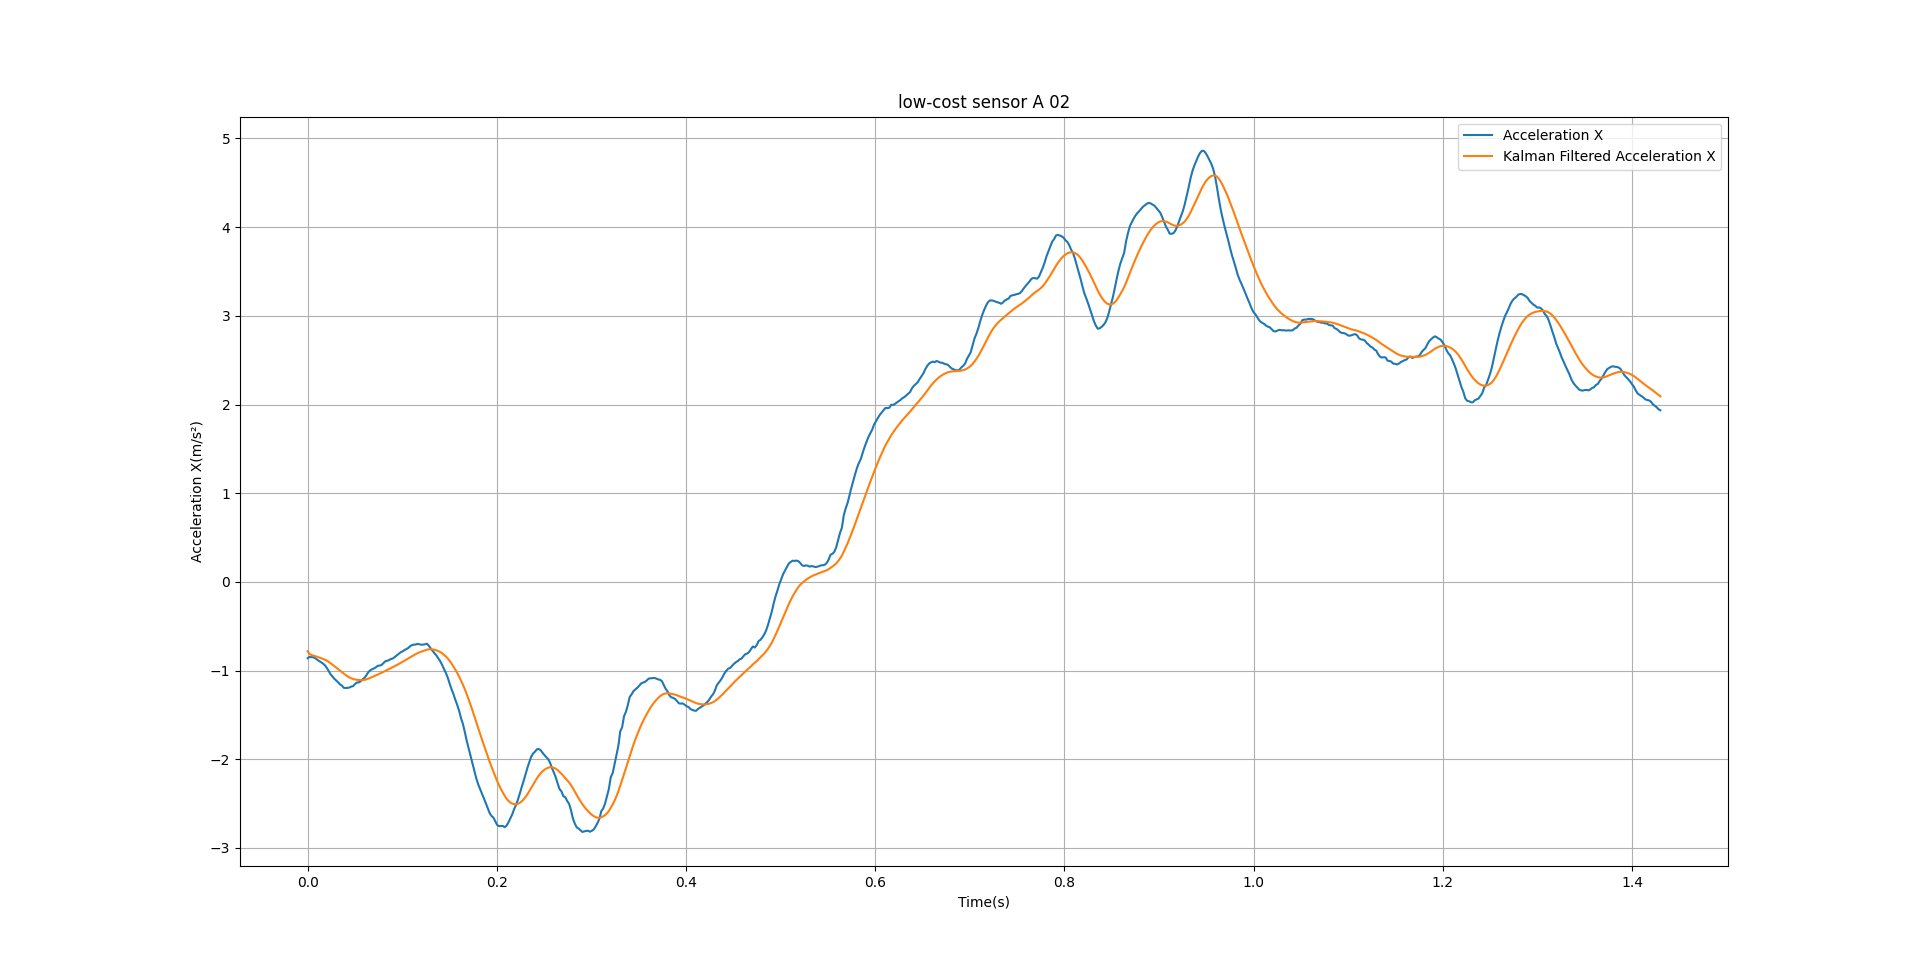 low-cost sensor A 02
Acceleration X
Kalman Filtered Acceleration X
5
4
3
2
1
0
−1
−2
−3
Acceleration X(m/s²)
0.0 0.2 0.4 0.6 0.8 1.0 1.2 1.4
Time(s)